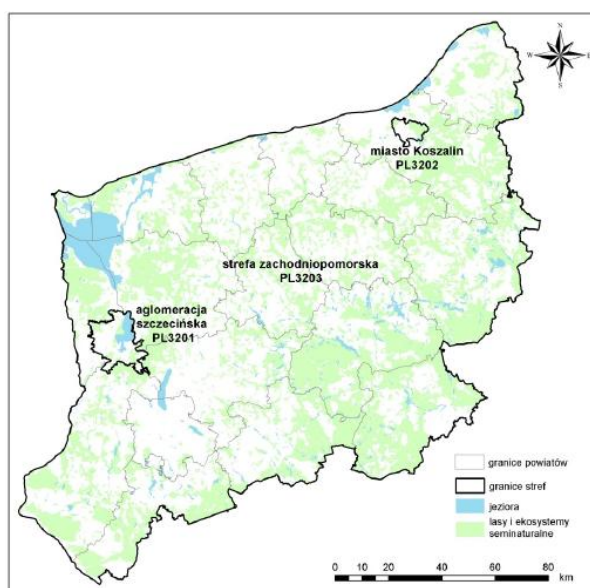 N
W E
S
miasto Koszalin
PL3202
strefa zachodniopomorska
PL3203
aglomeracja
szczecińska
PL3201
granice powiatów
granice stref
jeziora
lasy i ekosystemy
seminaturalne
0 10 20 40 60 80
km